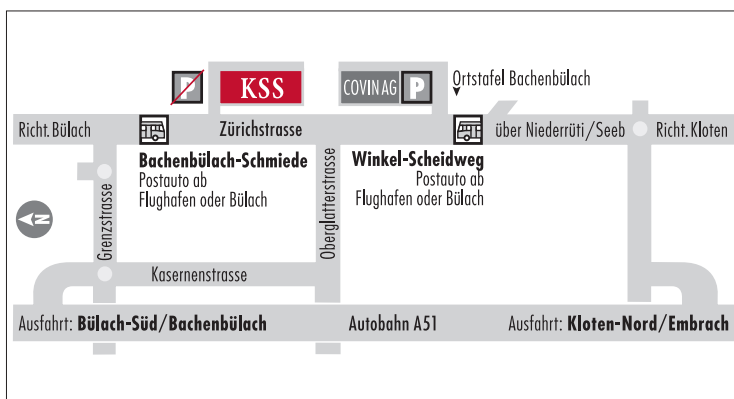 P
KSS
COVIN AG
P
Ortstafel Bachenbülach
Richt. Bülach
Zürichstrasse
über Niederrüti/Seeb
Richt. Kloten
Bachenbülach-Schmiede
Postauto ab
Flughafen oder Bülach
Winkel-Scheidweg
Postauto ab
Flughafen oder Bülach
Grenzstrasse
Oberglatterstrasse
N
Kasernenstrasse
Ausfahrt: Bülach-Süd/Bachenbülach
Autobahn A51
Ausfahrt: Kloten-Nord/Embrach